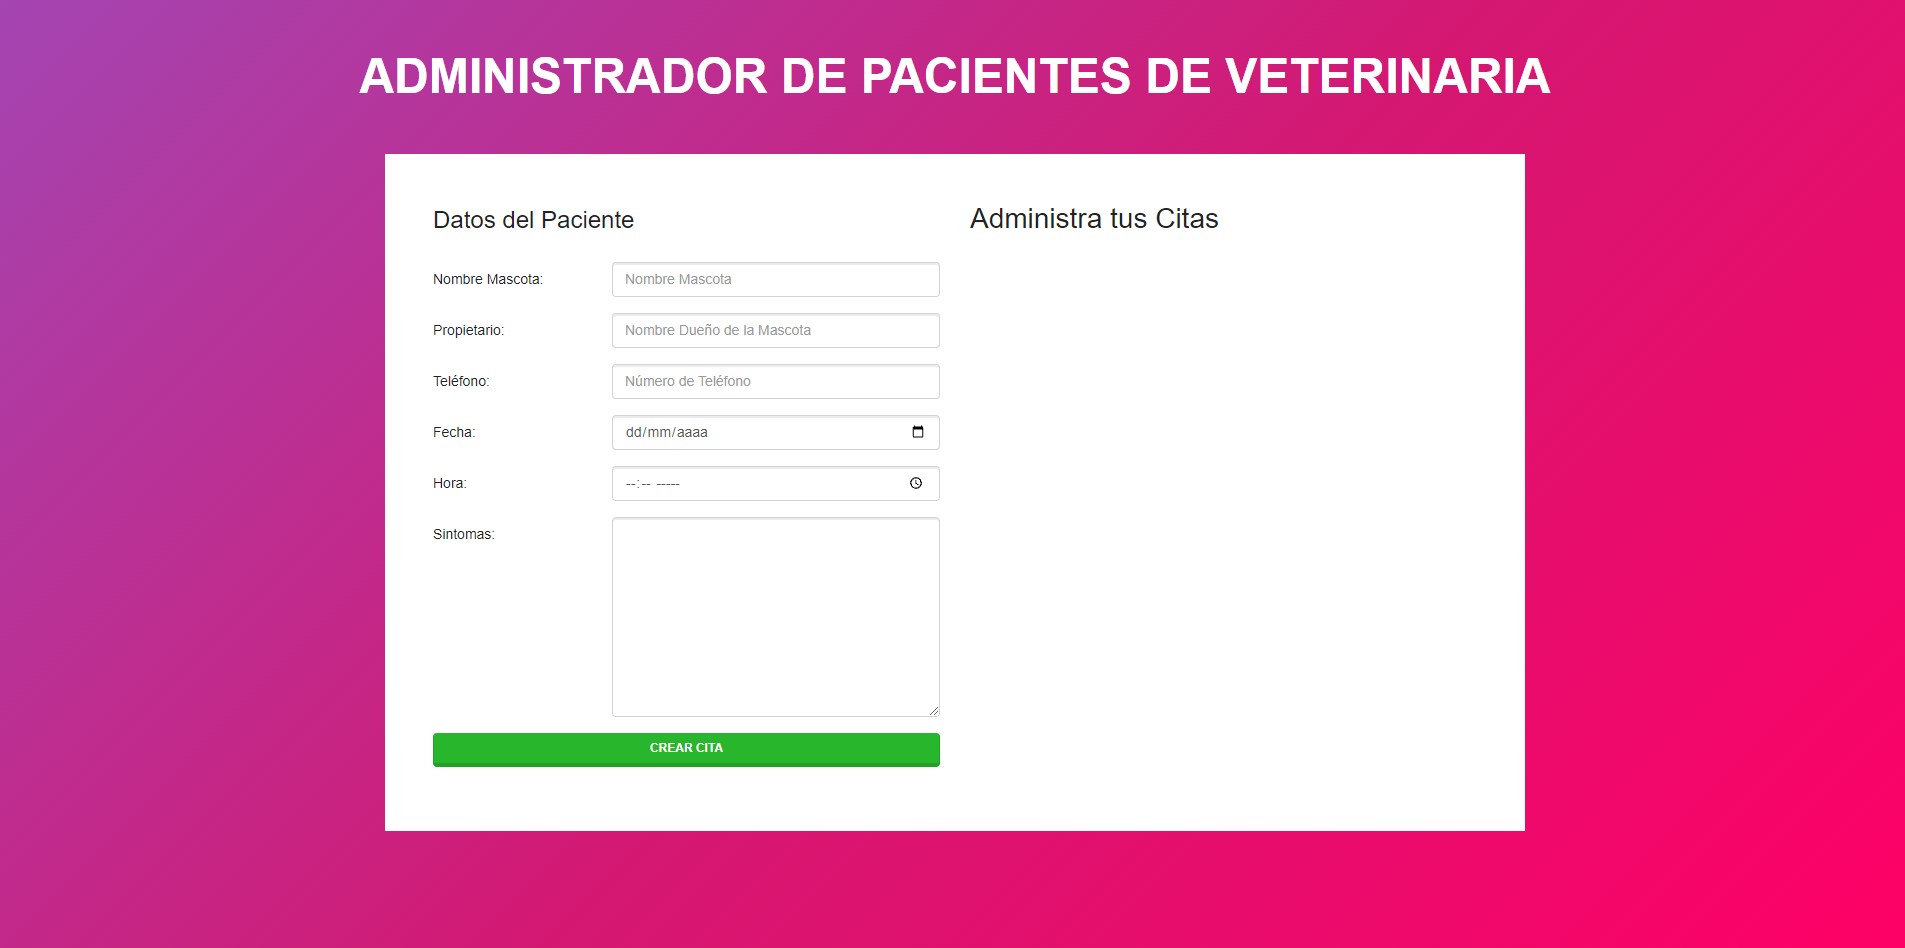 ADMINISTRADOR DE PACIENTES DE VETERINARIA
Datos del Paciente
Nombre Mascota:
Nombre Mascota
Propietario:
Nombre Dueño de la Mascota
Teléfono:
Número de Teléfono
Fecha:
dd/mm/aaaa
Hora:
--:-- -----
Sintomas:
CREAR CITA
Administra tus Citas